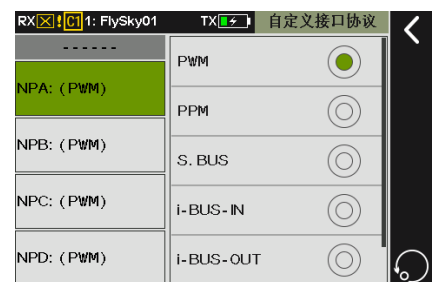 RX C1 1: FlySky01 TX 自定义接口协议
------
NPA: (PWM)
NPB: (PWM)
NPC: (PWM)
NPD: (PWM)
PWM
PPM
S.BUS
i-BUS-IN
i-BUS-OUT